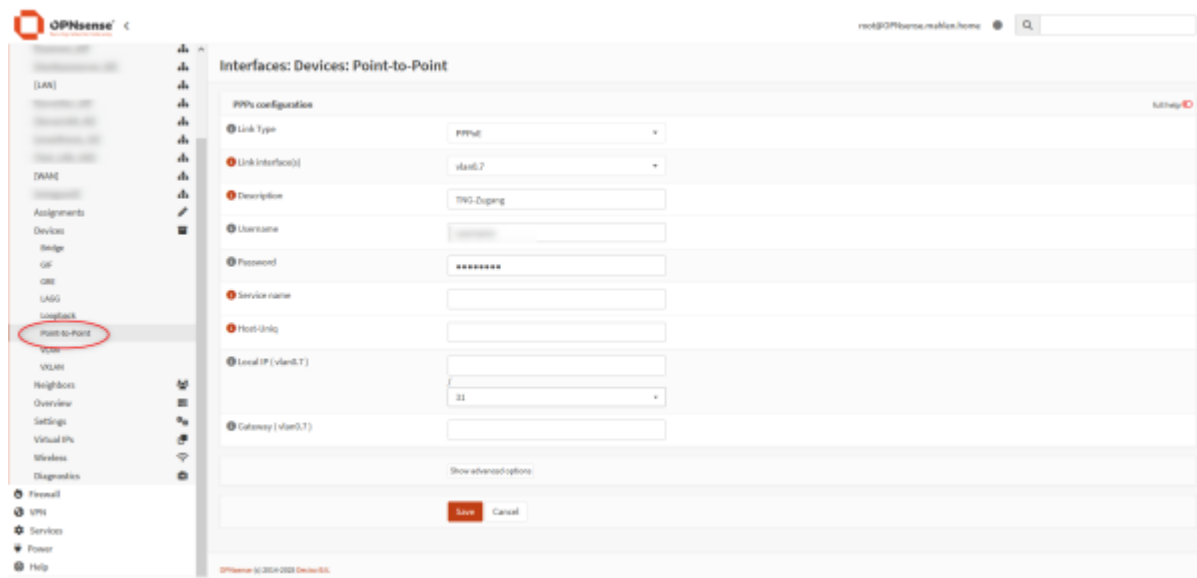 OPNsense
root@OPNsense.mahlen.home
[LAN]
[WAN]
Assignments
Devices
Bridge
GIF
GRE
LAGG
Loopback
Point-to-Point
VLAN
VXLAN
Neighbors
Overview
Settings
Virtual IPs
Wireless
Diagnostics
Firewall
VPN
Services
Power
Help
Interfaces: Devices: Point-to-Point
PPPs configuration
full help
Link Type
PPPoE
Link interface(s)
vlan0.7
Description
TNG-Zugang
Username
Password
••••••••
Service name
Host-Uniq
Local IP ( vlan0.7 )
/
31
Gateway ( vlan0.7 )
Show advanced options
Save Cancel